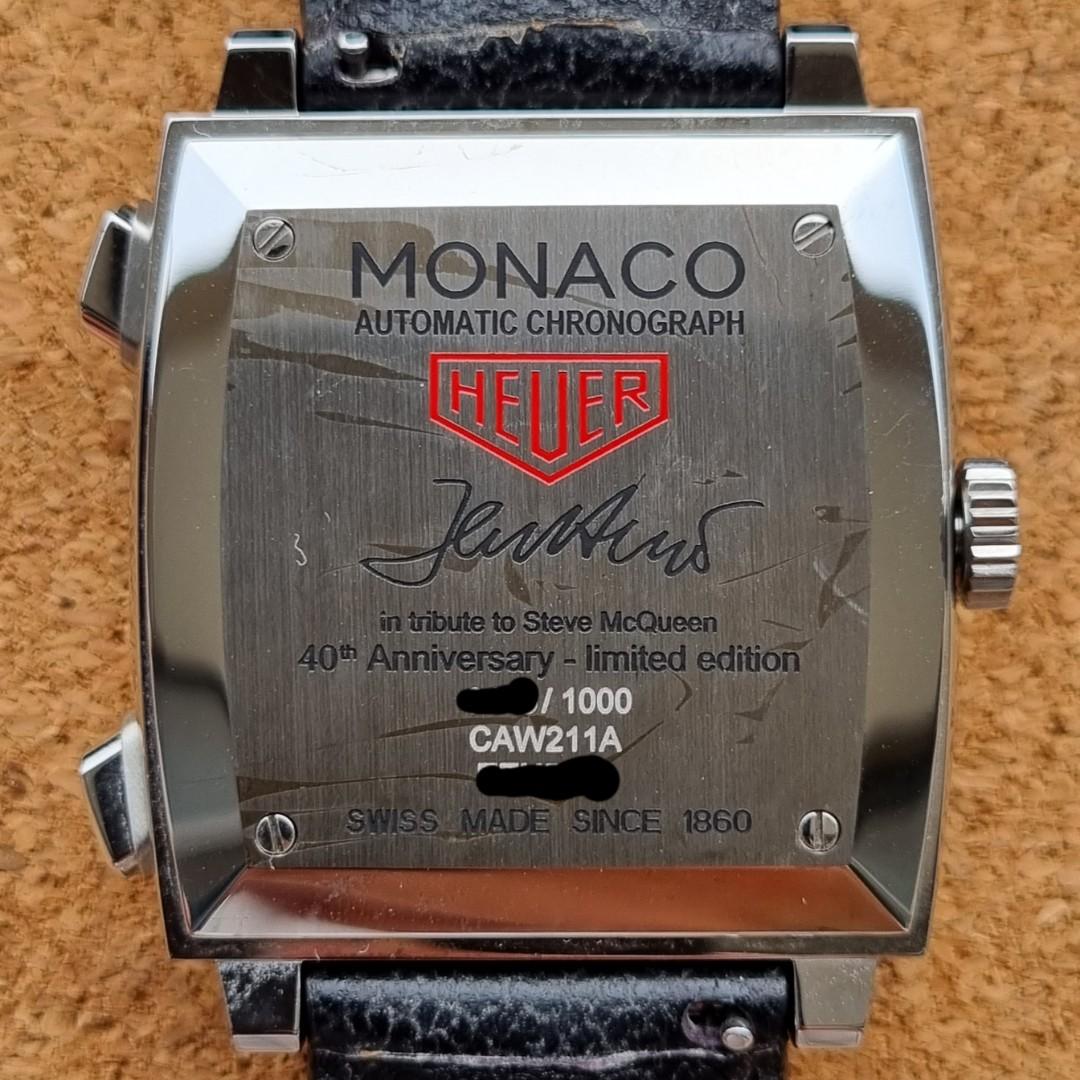 MONACO
AUTOMATIC CHRONOGRAPH
HEUER
in tribute to Steve McQueen
40th Anniversary - limited edition
/ 1000
CAW211A
SWISS MADE SINCE 1860